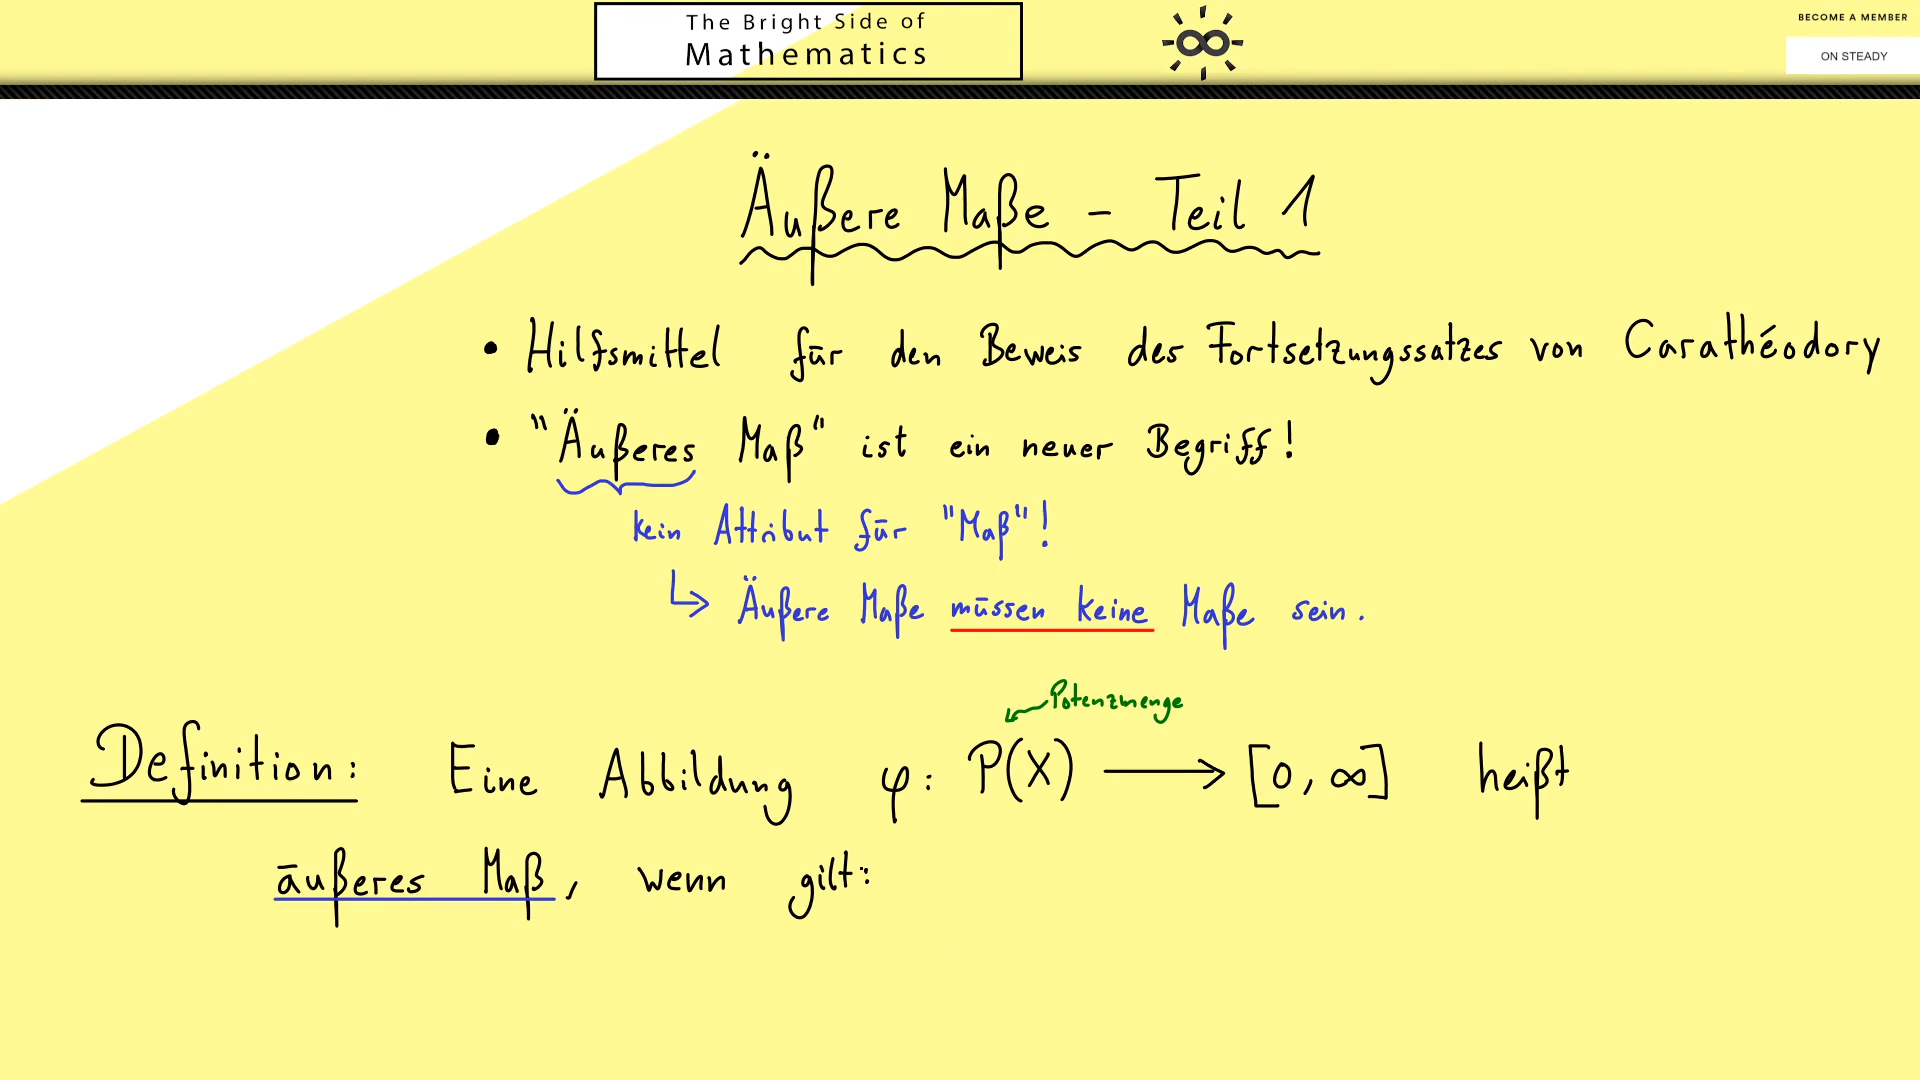 The Bright Side of
Mathematics
BECOME A MEMBER
ON STEADY
Äußere Maße - Teil 1
• Hilfsmittel für den Beweis des Fortsetzungssatzes von Carathéodory
• "Äußeres Maß" ist ein neuer Begriff!
kein Attribut für "Maß"!
↳ Äußere Maße müssen keine Maße sein.
Potenzmenge
Definition: Eine Abbildung φ: P(X) ⟶ [0, ∞] heißt
äußeres Maß, wenn gilt: